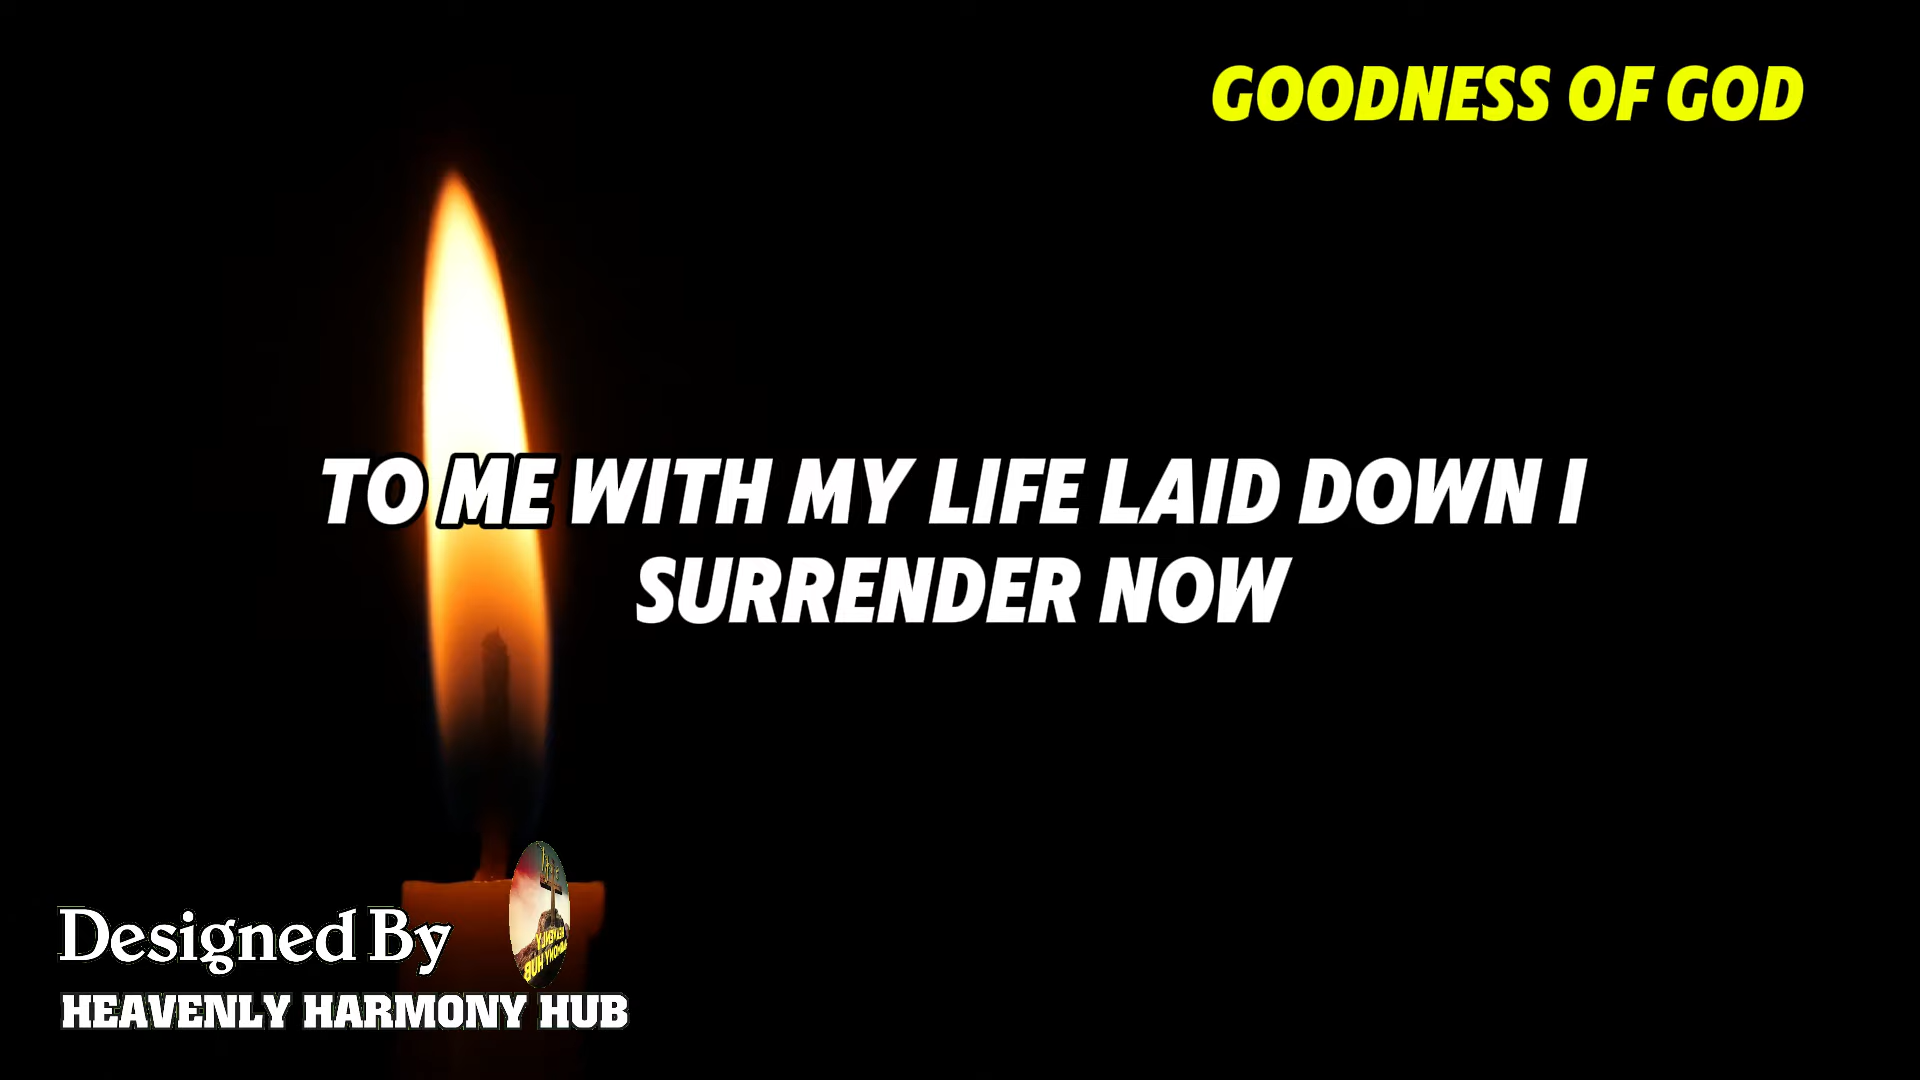 GOODNESS OF GOD
TO ME WITH MY LIFE LAID DOWN I
SURRENDER NOW
Designed By
HEAVENLY HARMONY HUB